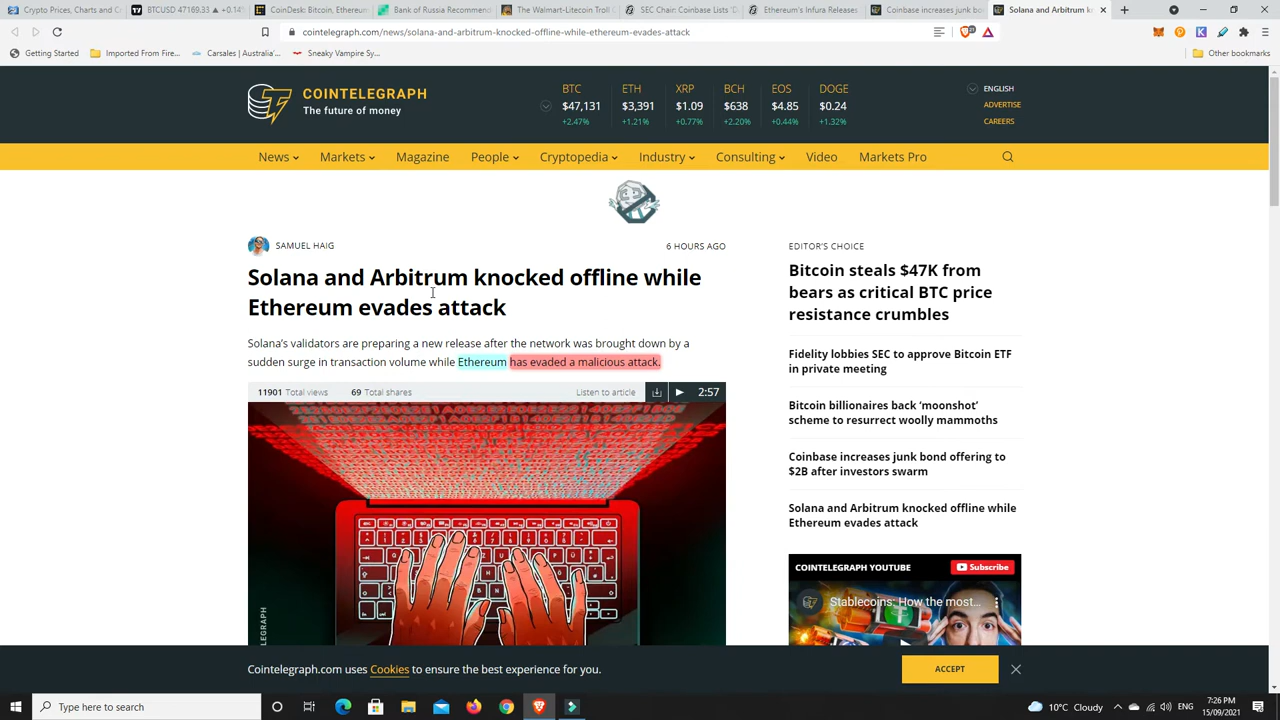 Crypto Prices, Charts and Cr
BTCUSD 47169.33 ▲ +0.14%
CoinDesk: Bitcoin, Ethereum
Bank of Russia Recommen
The Walmart-Litecoin Troll
SEC Chair: Coinbase Lists 'D
Ethereum's Infura Releases
Coinbase increases junk bo
Solana and Arbitrum kn
cointelegraph.com/news/solana-and-arbitrum-knocked-offline-while-ethereum-evades-attack
Getting Started
Imported From Fire...
Carsales | Australia'...
Sneaky Vampire Sy...
Other bookmarks
COINTELEGRAPH
The future of money
BTC
$47,131
+2.47%
ETH
$3,391
+1.21%
XRP
$1.09
+0.77%
BCH
$638
+2.20%
EOS
$4.85
+0.44%
DOGE
$0.24
+1.32%
ENGLISH
ADVERTISE
CAREERS
News
Markets
Magazine
People
Cryptopedia
Industry
Consulting
Video
Markets Pro
SAMUEL HAIG
6 HOURS AGO
Solana and Arbitrum knocked offline while
Ethereum evades attack
Solana's validators are preparing a new release after the network was brought down by a
sudden surge in transaction volume while Ethereum has evaded a malicious attack.
11901 Total views
69 Total shares
Listen to article
2:57
EDITOR'S CHOICE
Bitcoin steals $47K from
bears as critical BTC price
resistance crumbles
Fidelity lobbies SEC to approve Bitcoin ETF
in private meeting
Bitcoin billionaires back 'moonshot'
scheme to resurrect woolly mammoths
Coinbase increases junk bond offering to
$2B after investors swarm
Solana and Arbitrum knocked offline while
Ethereum evades attack
COINTELEGRAPH YOUTUBE
Subscribe
Stablecoins: How the most...
Cointelegraph.com uses Cookies to ensure the best experience for you.
ACCEPT
Type here to search
10°C Cloudy
ENG
7:26 PM
15/09/2021